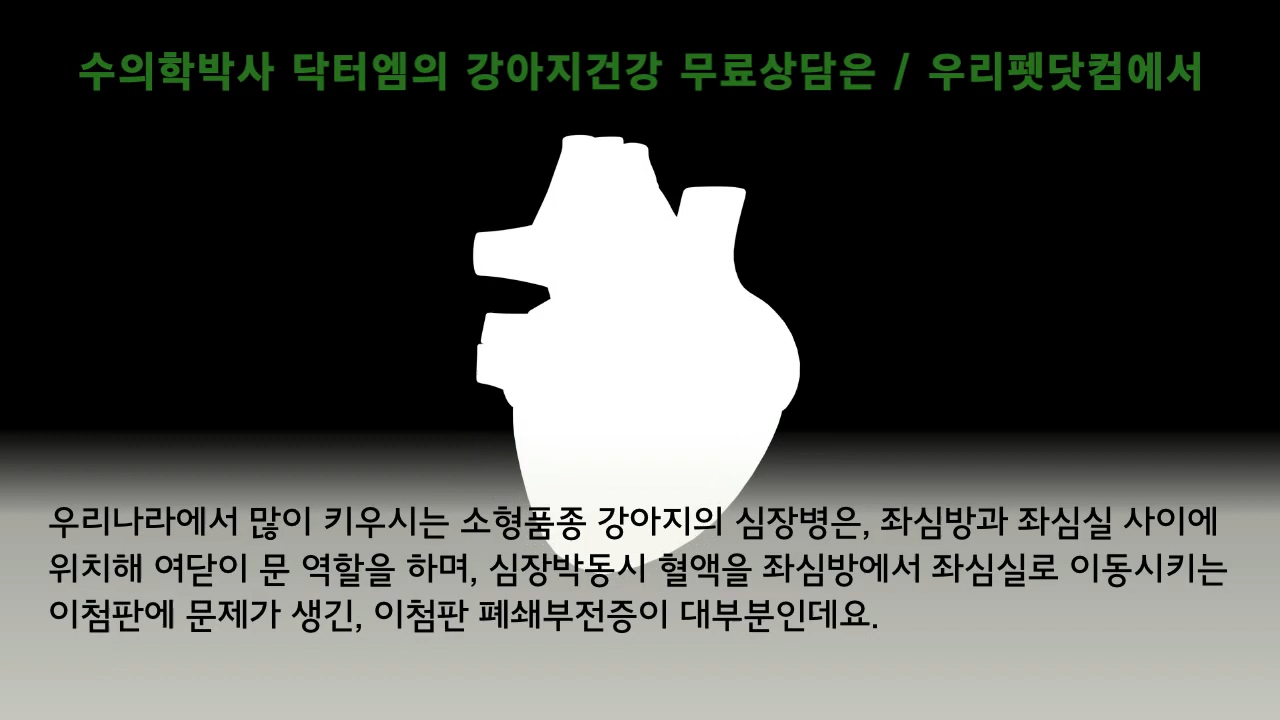 수의학박사 닥터엠의 강아지건강 무료상담은 / 우리펫닷컴에서
우리나라에서 많이 키우시는 소형품종 강아지의 심장병은, 좌심방과 좌심실 사이에
위치해 여닫이 문 역할을 하며, 심장박동시 혈액을 좌심방에서 좌심실로 이동시키는
이첨판에 문제가 생긴, 이첨판 폐쇄부전증이 대부분인데요.